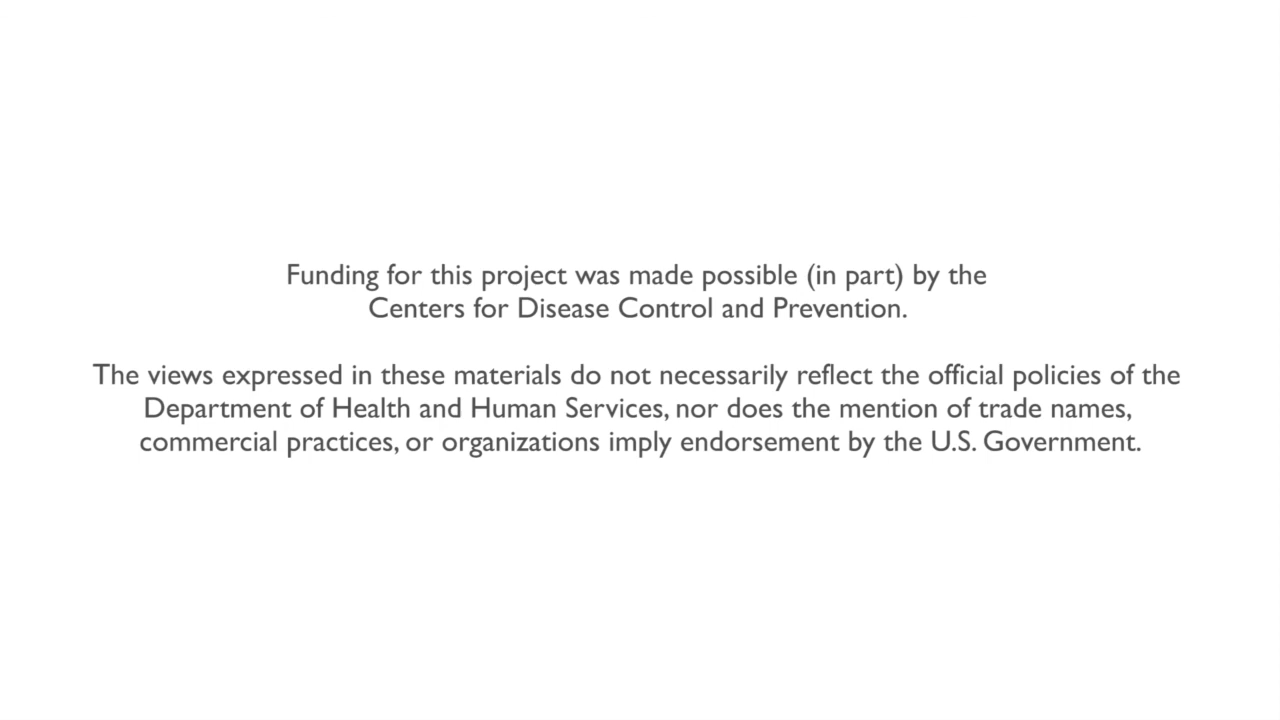 Funding for this project was made possible (in part) by the
Centers for Disease Control and Prevention.
The views expressed in these materials do not necessarily reflect the official policies of the
Department of Health and Human Services, nor does the mention of trade names,
commercial practices, or organizations imply endorsement by the U.S. Government.